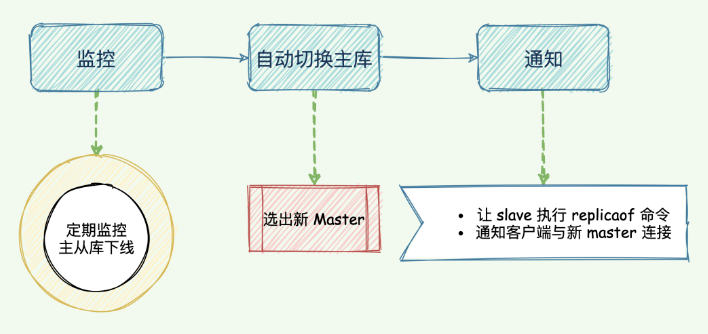 监控
自动切换主库
通知
定期监控
主从库下线
选出新 Master
• 让 slave 执行 replicaof 命令
• 通知客户端与新 master 连接